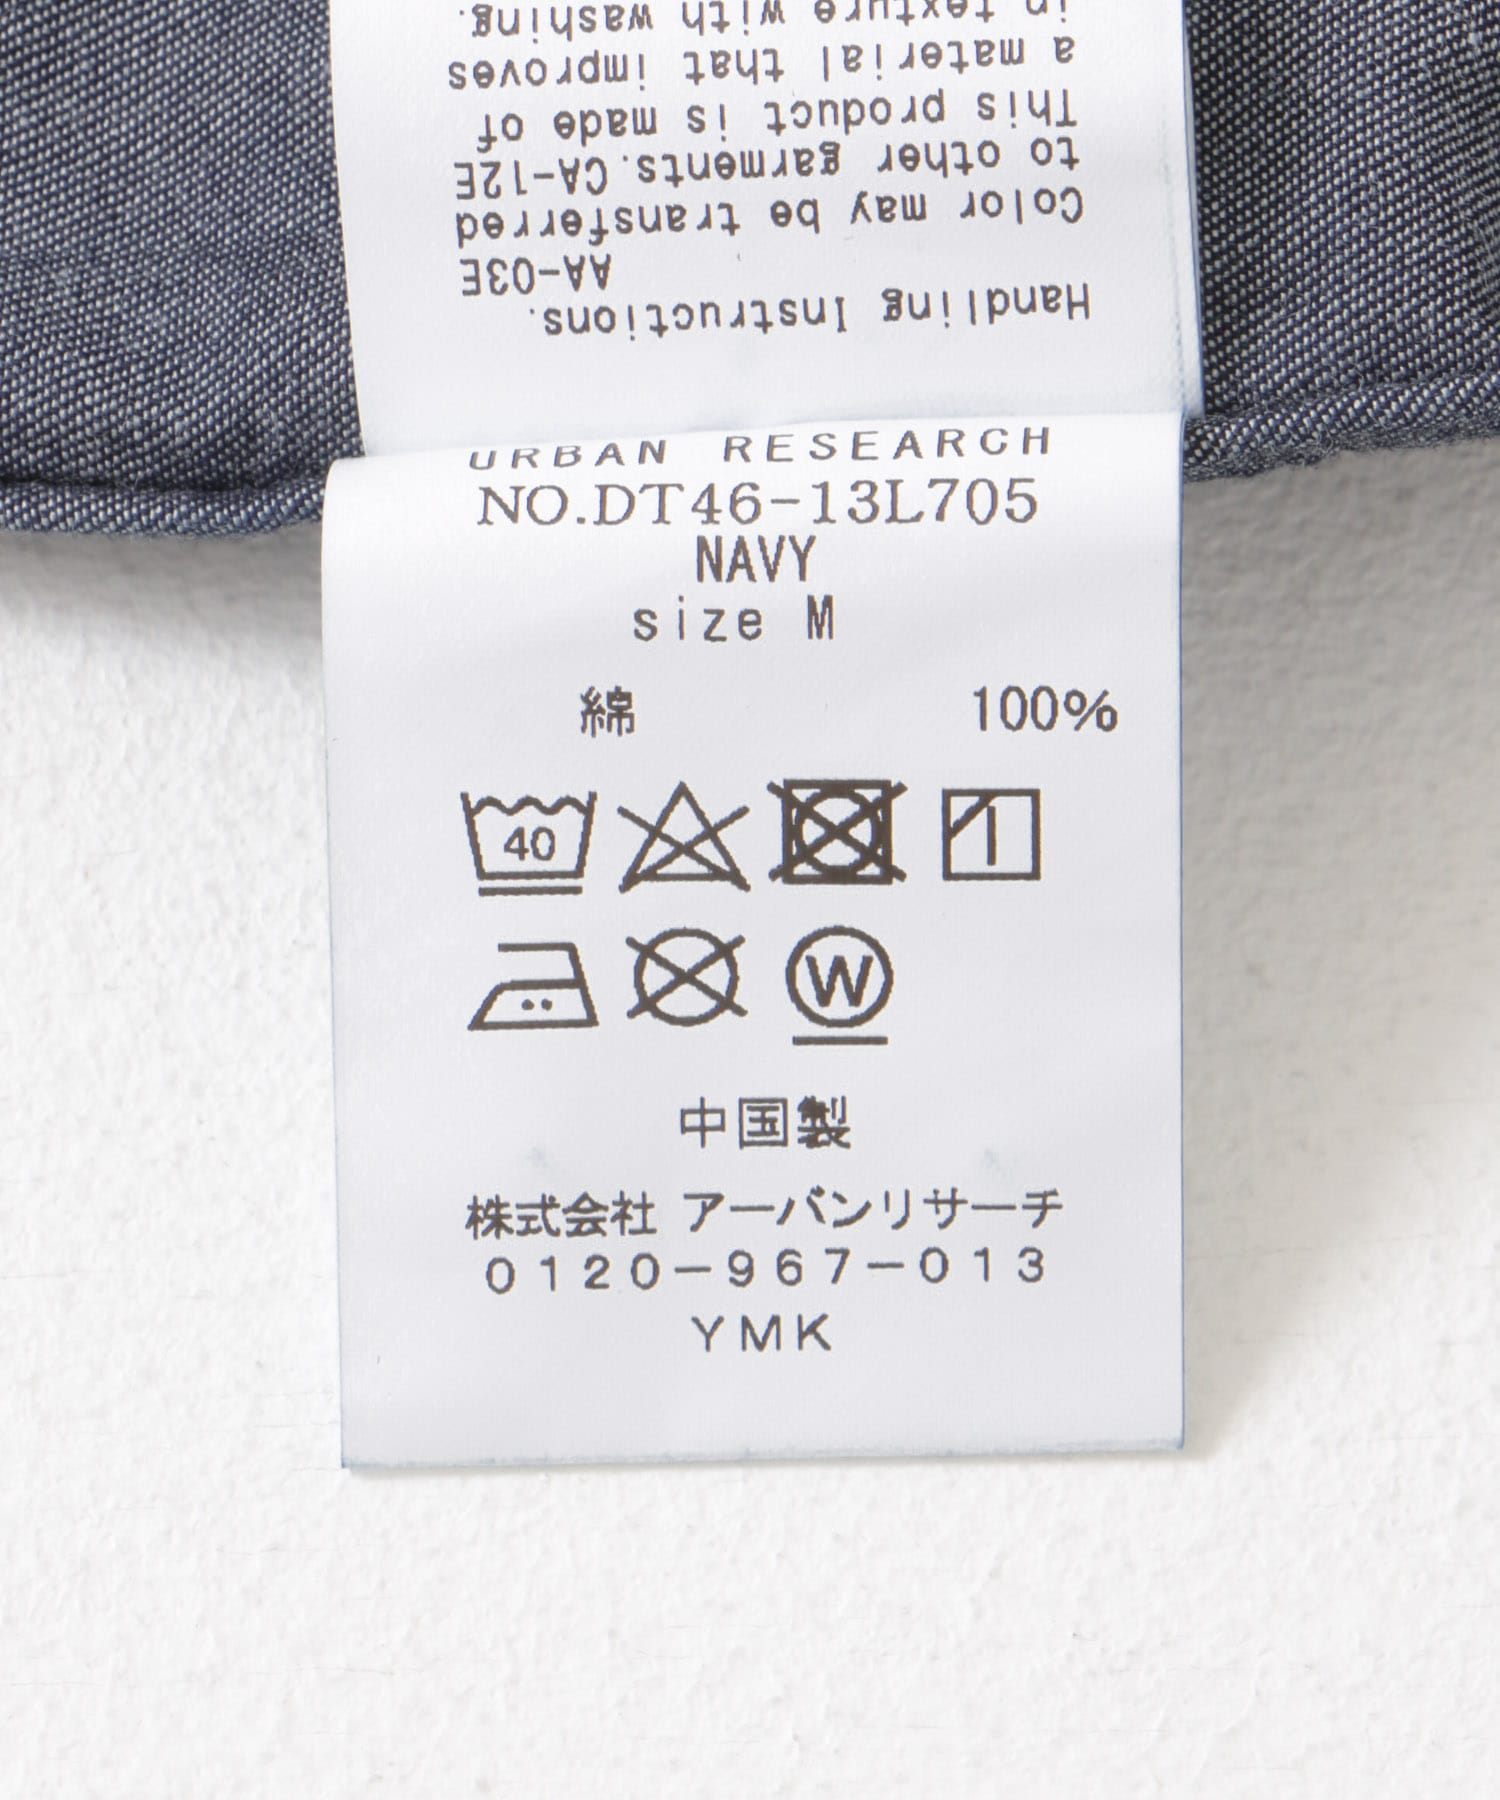 Handling Instructions.
AA-03E
Color may be transferred
to other garments.CA-12E
This product is made of
a material that improves
in texture with washing.
URBAN RESEARCH
NO.DT46-13L705
NAVY
size M
綿 100%
40
W
中国製
株式会社 アーバンリサーチ
0120-967-013
YMK